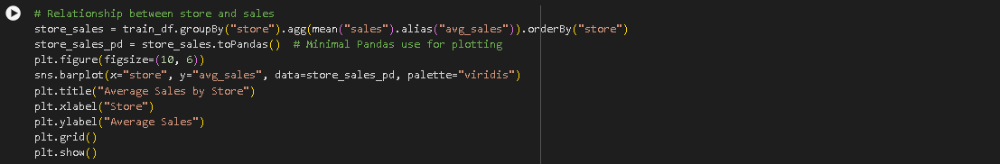 # Relationship between store and sales
store_sales = train_df.groupBy("store").agg(mean("sales").alias("avg_sales")).orderBy("store")
store_sales_pd = store_sales.toPandas()  # Minimal Pandas use for plotting
plt.figure(figsize=(10, 6))
sns.barplot(x="store", y="avg_sales", data=store_sales_pd, palette="viridis")
plt.title("Average Sales by Store")
plt.xlabel("Store")
plt.ylabel("Average Sales")
plt.grid()
plt.show()